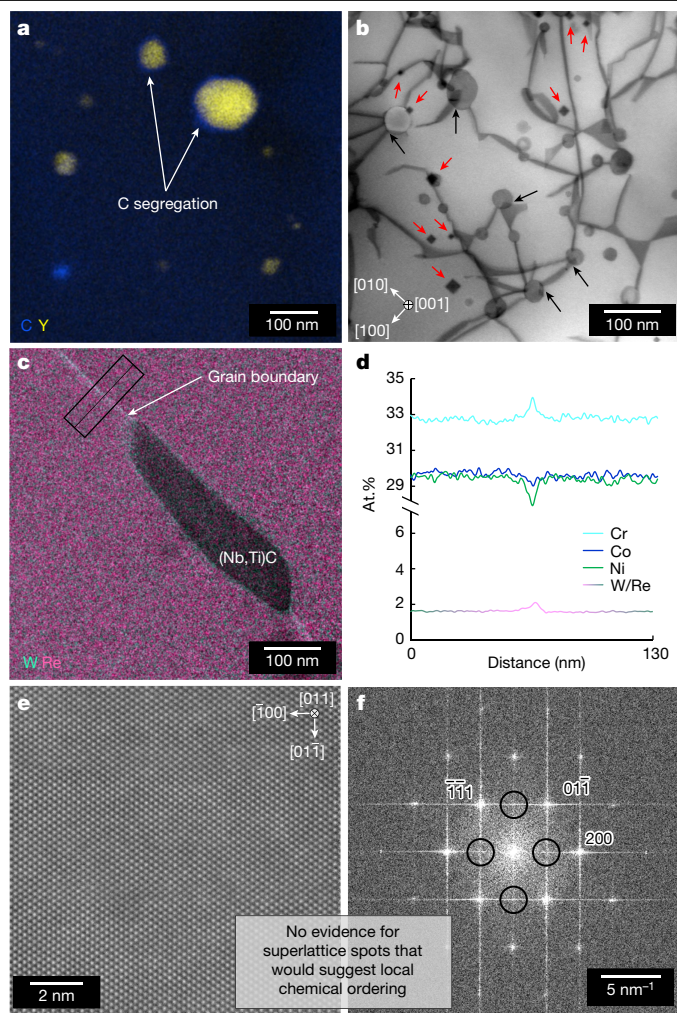 a
C segregation
C Y
100 nm
b
[010]
[001]
[100]
100 nm
c
Grain boundary
(Nb,Ti)C
W Re
100 nm
d
35
33
31
29
6
4
2
0
At.%
Cr
Co
Ni
W/Re
0
130
Distance (nm)
e
[011]
[1̅00]
[011̅]
2 nm
f
1̅1̅1
011̅
200
5 nm⁻¹
No evidence for
superlattice spots that
would suggest local
chemical ordering